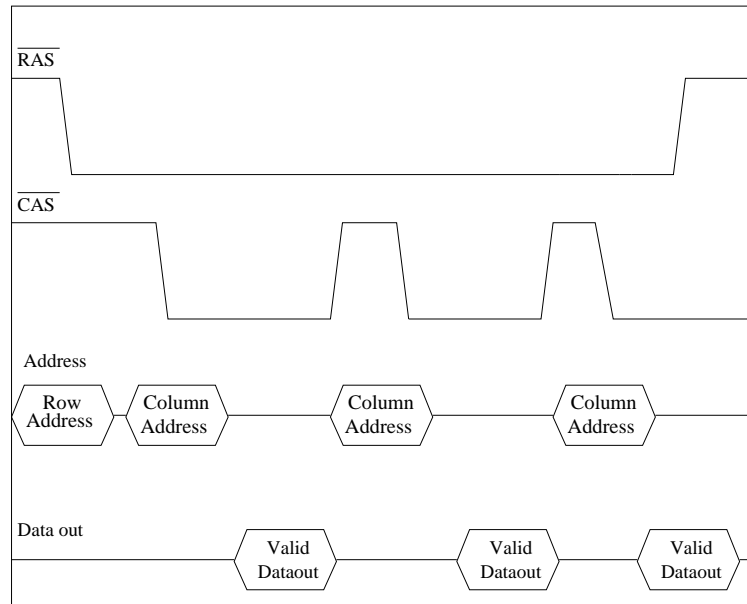 RAS
CAS
Address
Row
Address
Column
Address
Column
Address
Column
Address
Data out
Valid
Dataout
Valid
Dataout
Valid
Dataout